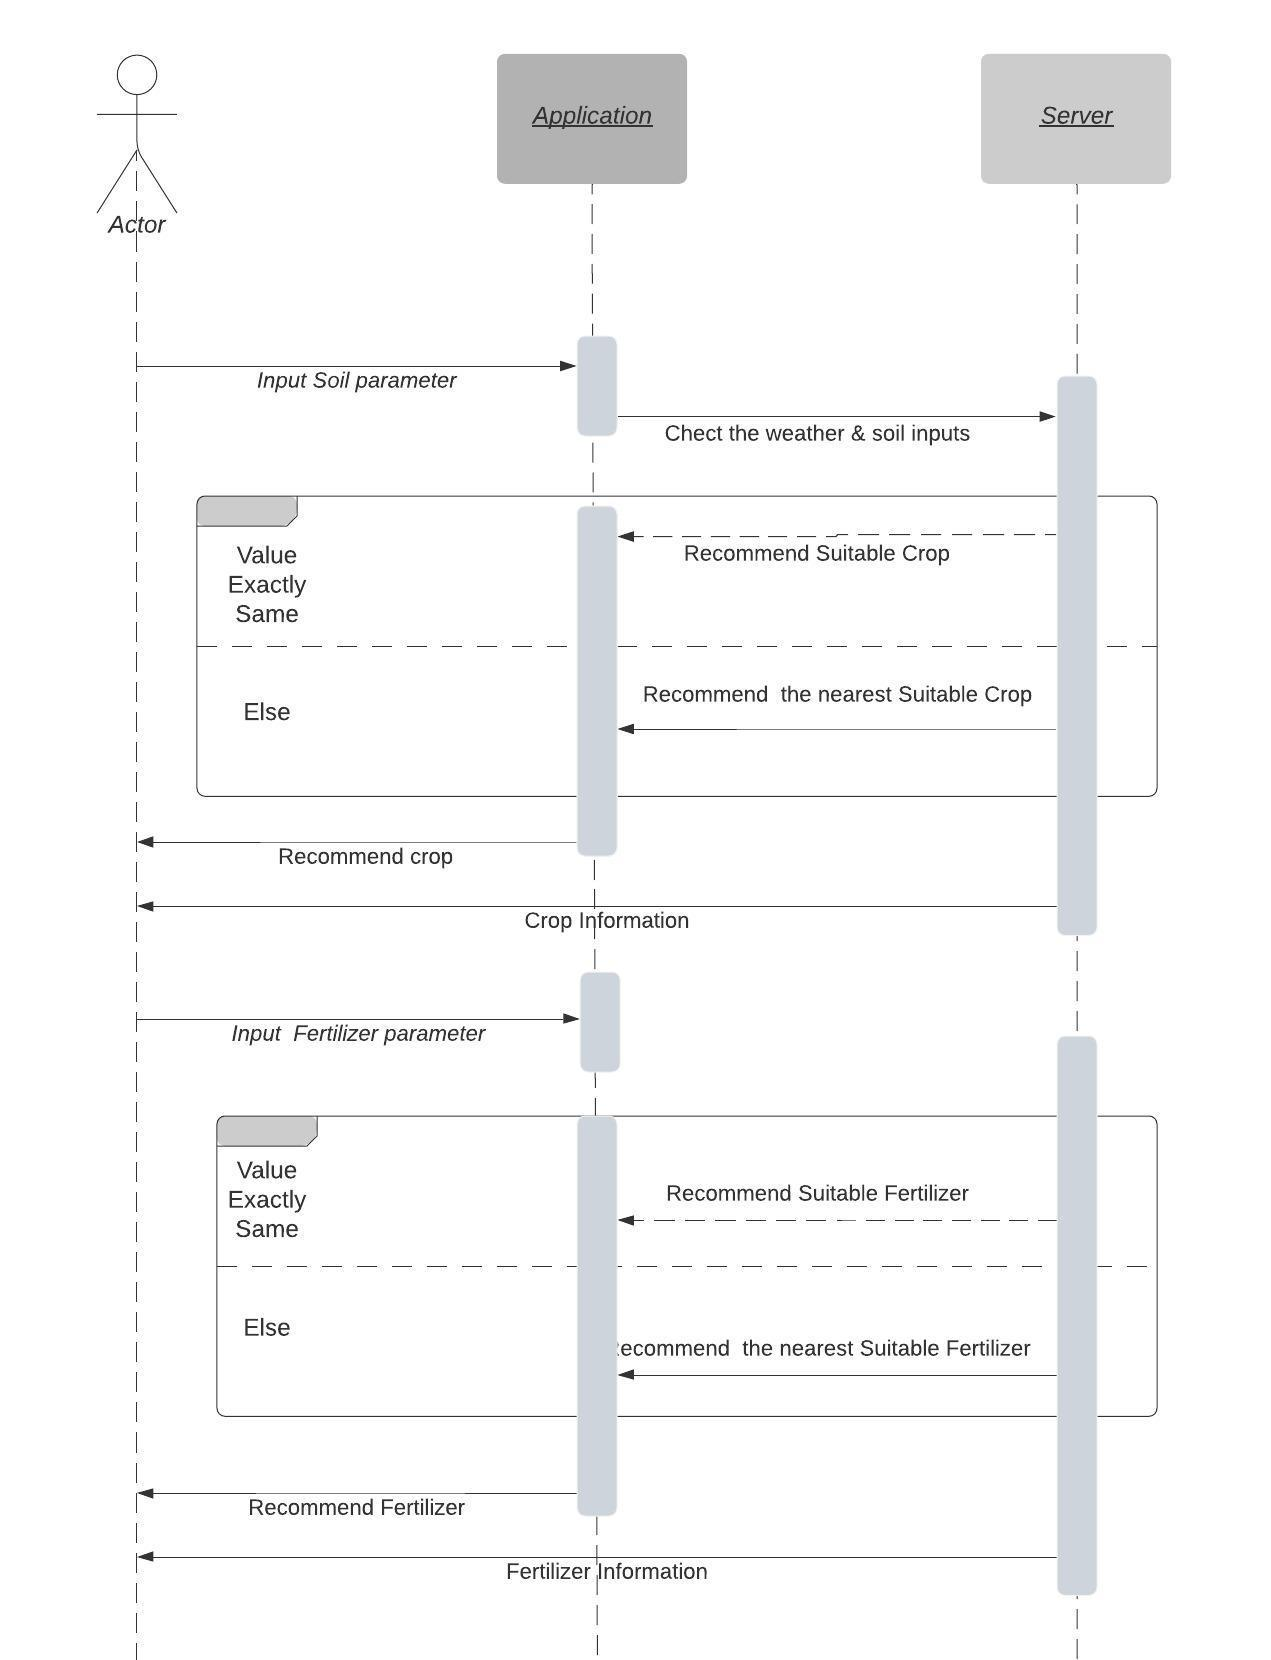 Application
Server
Actor
Input Soil parameter
Chect the weather & soil inputs
Recommend Suitable Crop
Value
Exactly
Same
Recommend the nearest Suitable Crop
Else
Recommend crop
Crop Information
Input Fertilizer parameter
Value
Exactly
Same
Recommend Suitable Fertilizer
Else
ecommend the nearest Suitable Fertilizer
Recommend Fertilizer
Fertilizer Information